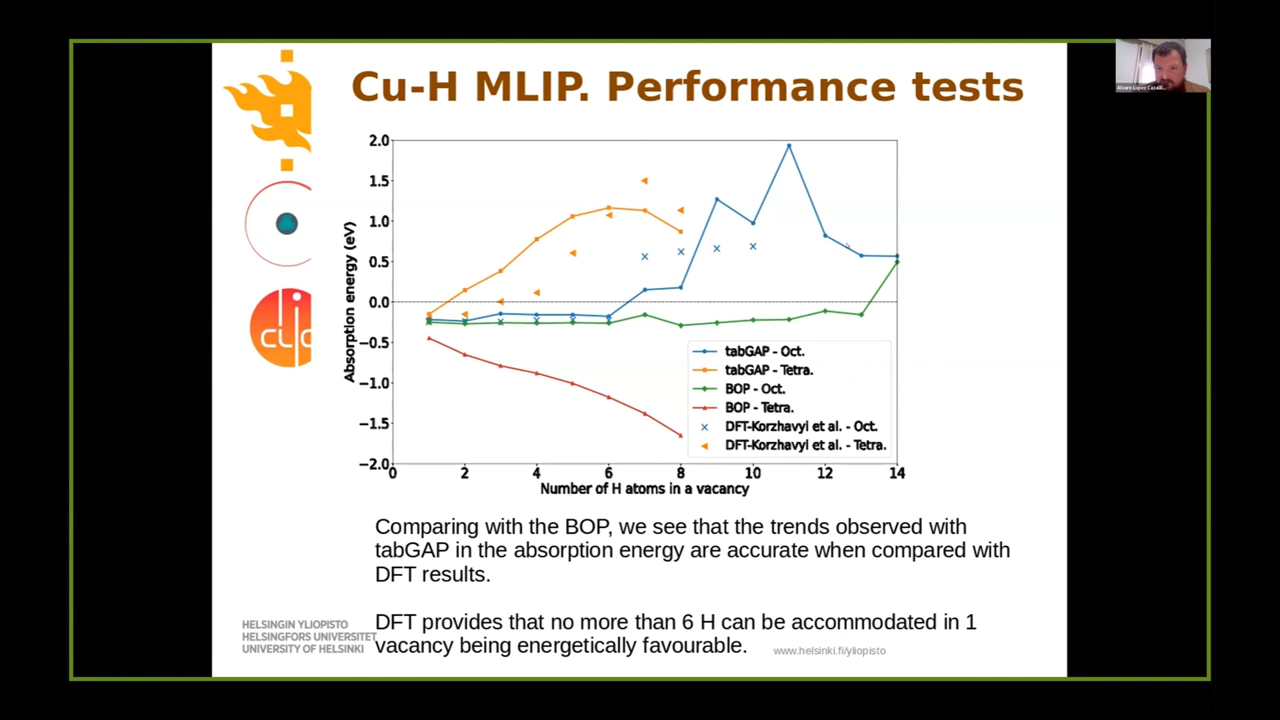 Cu-H MLIP. Performance tests
Alvaro Lopez Cazalil...
2.0
1.5
1.0
0.5
0.0
−0.5
−1.0
−1.5
−2.0
Absorption energy (eV)
0 2 4 6 8 10 12 14
Number of H atoms in a vacancy
tabGAP - Oct.
tabGAP - Tetra.
BOP - Oct.
BOP - Tetra.
DFT-Korzhavyi et al. - Oct.
DFT-Korzhavyi et al. - Tetra.
clic
Comparing with the BOP, we see that the trends observed with
tabGAP in the absorption energy are accurate when compared with
DFT results.
DFT provides that no more than 6 H can be accommodated in 1
vacancy being energetically favourable.
HELSINGIN YLIOPISTO
HELSINGFORS UNIVERSITET
UNIVERSITY OF HELSINKI
www.helsinki.fi/yliopisto